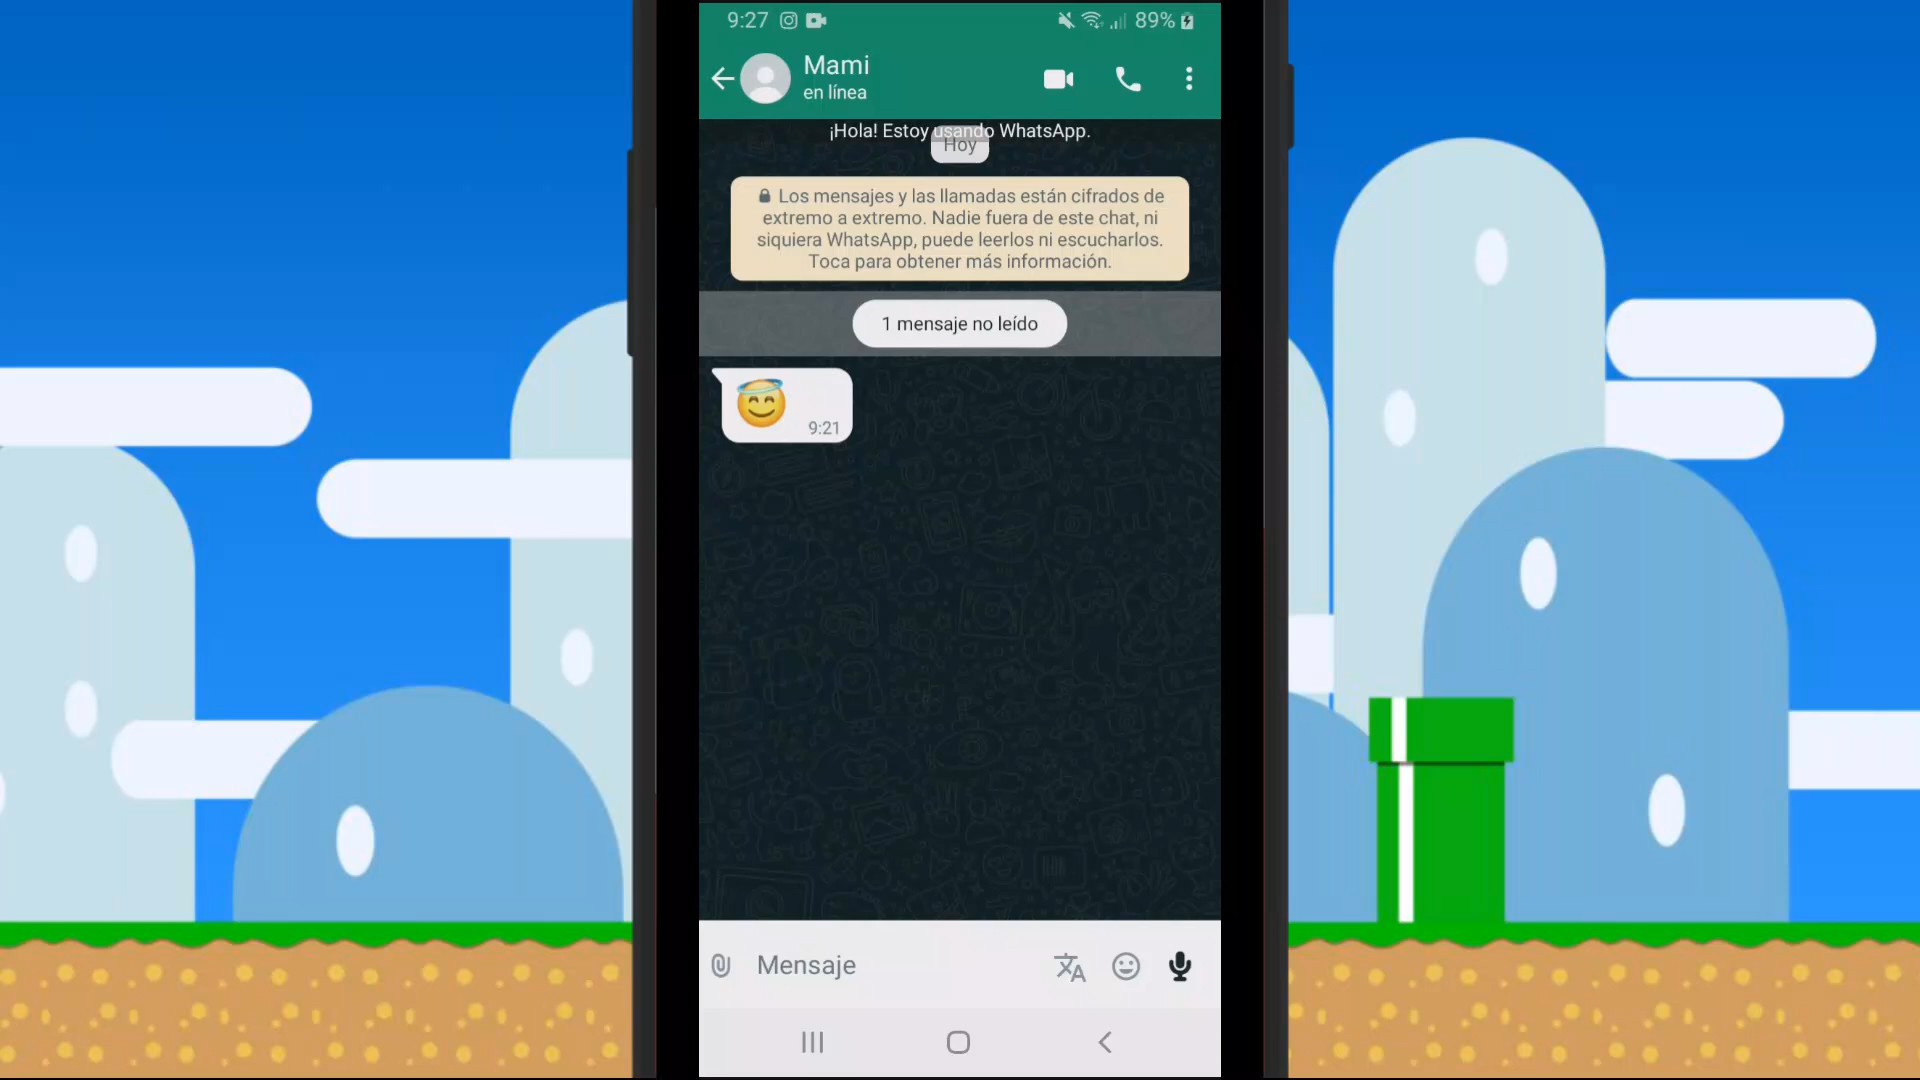 9:27
89%
Mami
en línea
¡Hola! Estoy usando WhatsApp.
Hoy
Los mensajes y las llamadas están cifrados de
extremo a extremo. Nadie fuera de este chat, ni
siquiera WhatsApp, puede leerlos ni escucharlos.
Toca para obtener más información.
1 mensaje no leído
9:21
Mensaje